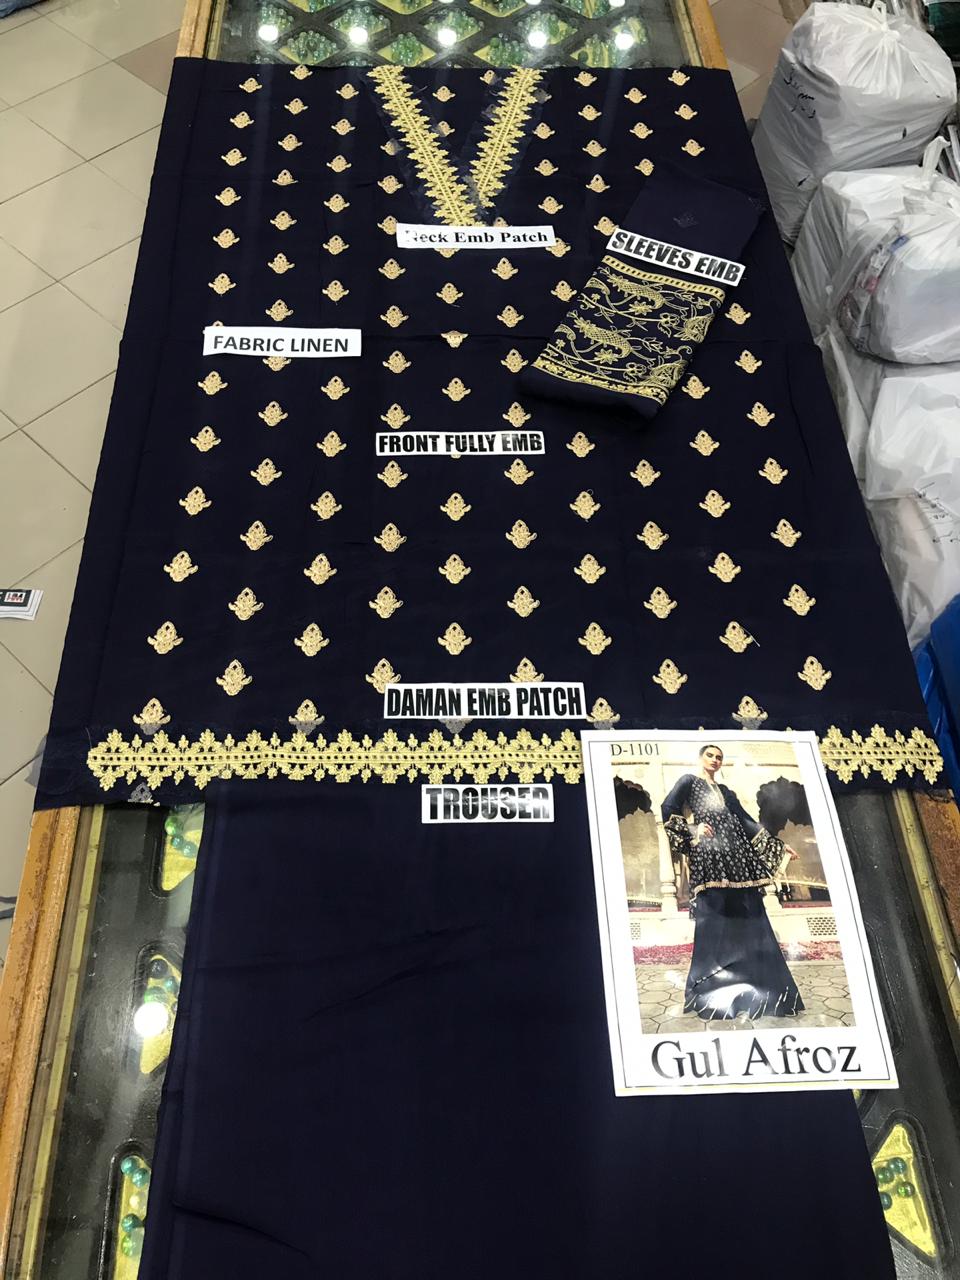 Neck Emb Patch
SLEEVES EMB
FABRIC LINEN
FRONT FULLY EMB
DAMAN EMB PATCH
TROUSER
D-1101
Gul Afroz